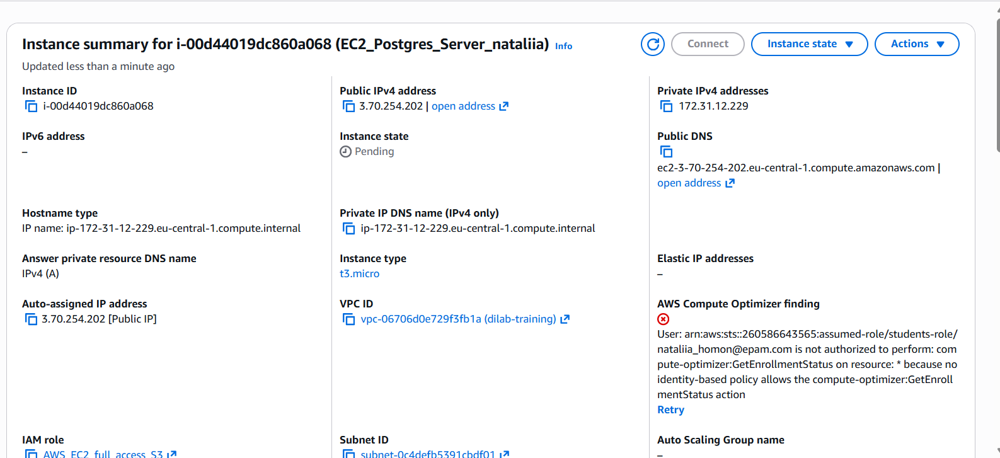 Instance summary for i-00d44019dc860a068 (EC2_Postgres_Server_nataliia) Info
Connect
Instance state
Actions
Updated less than a minute ago
Instance ID
i-00d44019dc860a068
Public IPv4 address
3.70.254.202 | open address
Private IPv4 addresses
172.31.12.229
IPv6 address
–
Instance state
Pending
Public DNS
ec2-3-70-254-202.eu-central-1.compute.amazonaws.com |
open address
Hostname type
IP name: ip-172-31-12-229.eu-central-1.compute.internal
Private IP DNS name (IPv4 only)
ip-172-31-12-229.eu-central-1.compute.internal
Answer private resource DNS name
IPv4 (A)
Instance type
t3.micro
Elastic IP addresses
–
Auto-assigned IP address
3.70.254.202 [Public IP]
VPC ID
vpc-06706d0e729f3fb1a (dilab-training)
AWS Compute Optimizer finding
User: arn:aws:sts::260586643565:assumed-role/students-role/
nataliia_homon@epam.com is not authorized to perform: com
pute-optimizer:GetEnrollmentStatus on resource: * because no
identity-based policy allows the compute-optimizer:GetEnroll
mentStatus action
Retry
IAM role
AWS_EC2_full_access_S3
Subnet ID
subnet-0c4defb5391cbdf01
Auto Scaling Group name
–